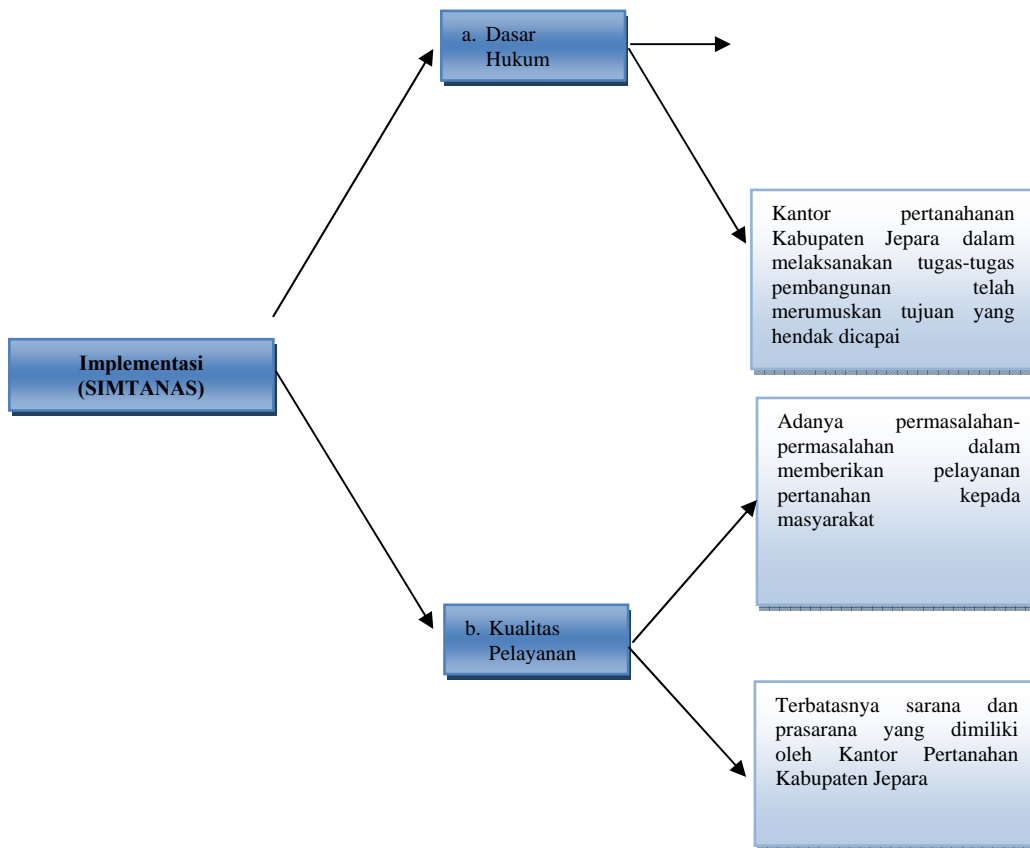 a. Dasar
Hukum
Kantor pertanahanan
Kabupaten Jepara dalam
melaksanakan tugas-tugas
pembangunan telah
merumuskan tujuan yang
hendak dicapai
Implementasi
(SIMTANAS)
Adanya permasalahan-
permasalahan dalam
memberikan pelayanan
pertanahan kepada
masyarakat
b. Kualitas
Pelayanan
Terbatasnya sarana dan
prasarana yang dimiliki
oleh Kantor Pertanahan
Kabupaten Jepara